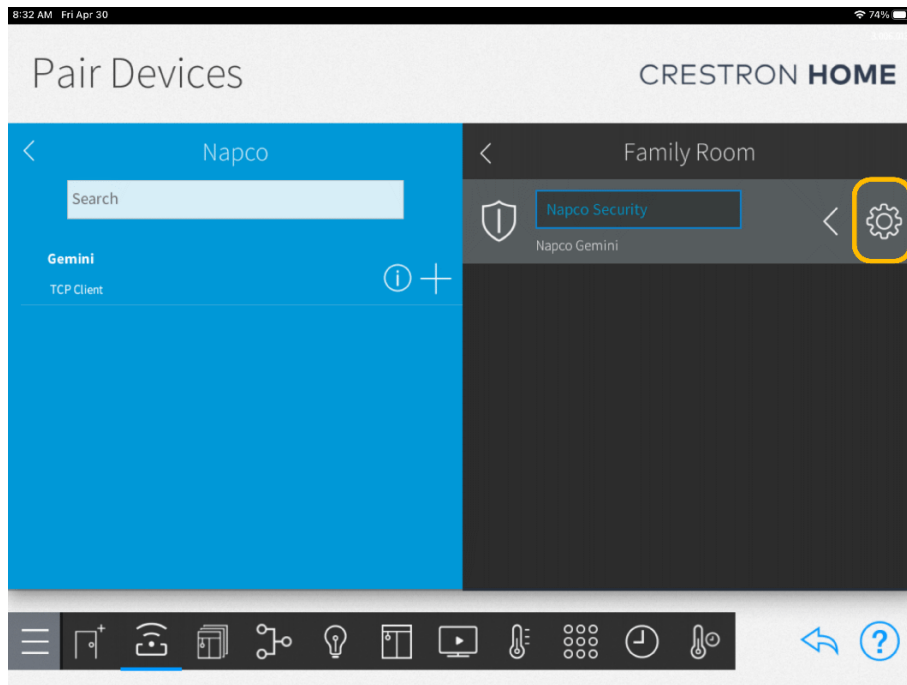 8:32 AM Fri Apr 30
74%
Pair Devices
CRESTRON HOME
Napco
Search
Gemini
TCP Client
Family Room
Napco Security
Napco Gemini
?